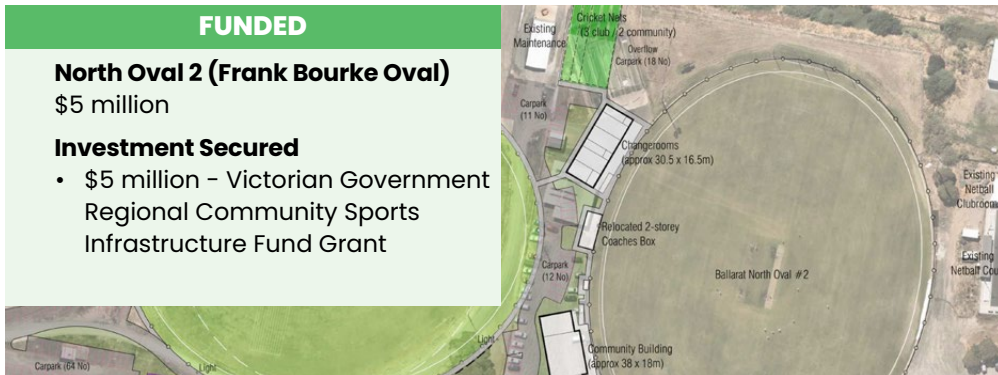 FUNDED
North Oval 2 (Frank Bourke Oval)
$5 million
Investment Secured
• $5 million - Victorian Government
Regional Community Sports
Infrastructure Fund Grant
Existing
Maintenance
Cricket Nets
(3 club / 2 community)
Overflow
Carpark (18 No)
Carpark
(11 No)
Changerooms
(approx 30.5 x 16.5m)
Existing
Netball
Clubroom
Relocated 2-storey
Coaches Box
Carpark
(12 No)
Ballarat North Oval #2
Existing
Netball Cou
Light
Community Building
(approx 38 x 18m)
Carpark (64 No)
Light